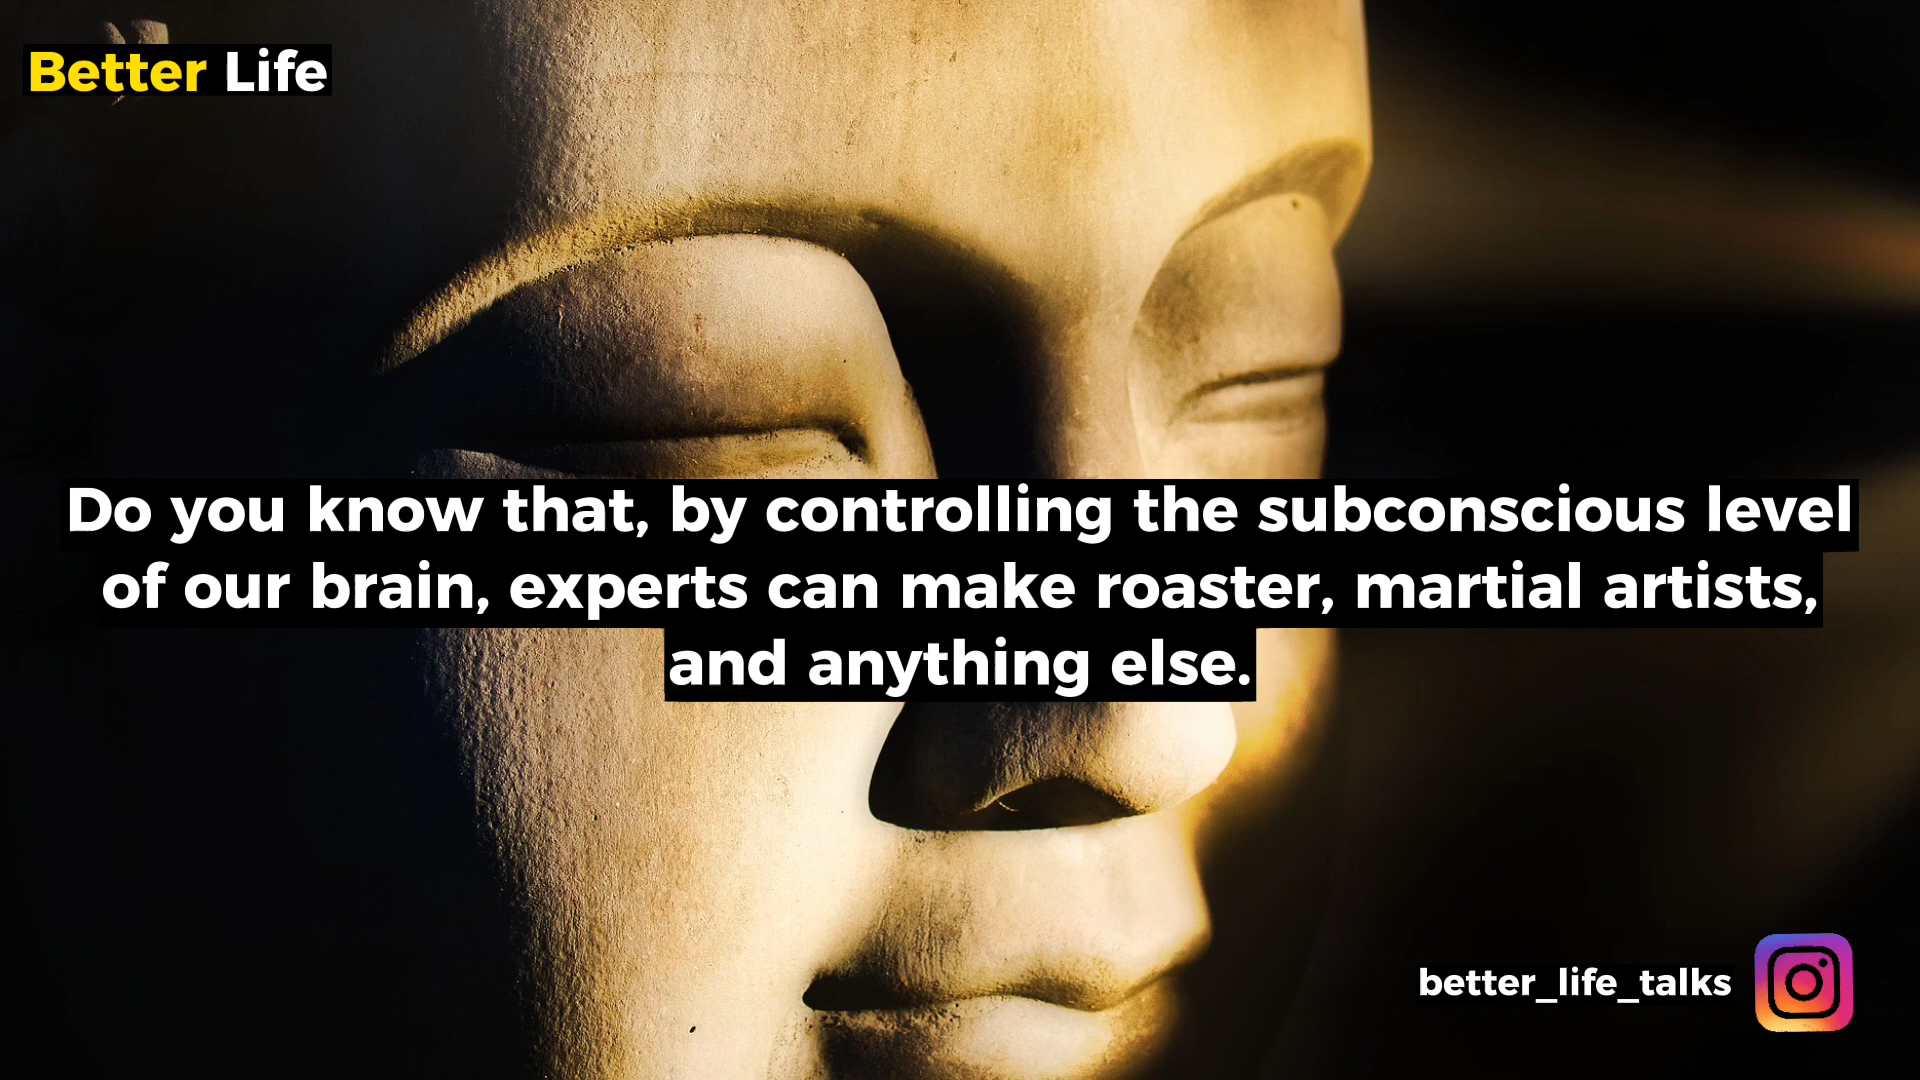 Better Life
Do you know that, by controlling the subconscious level
of our brain, experts can make roaster, martial artists,
and anything else.
better_life_talks